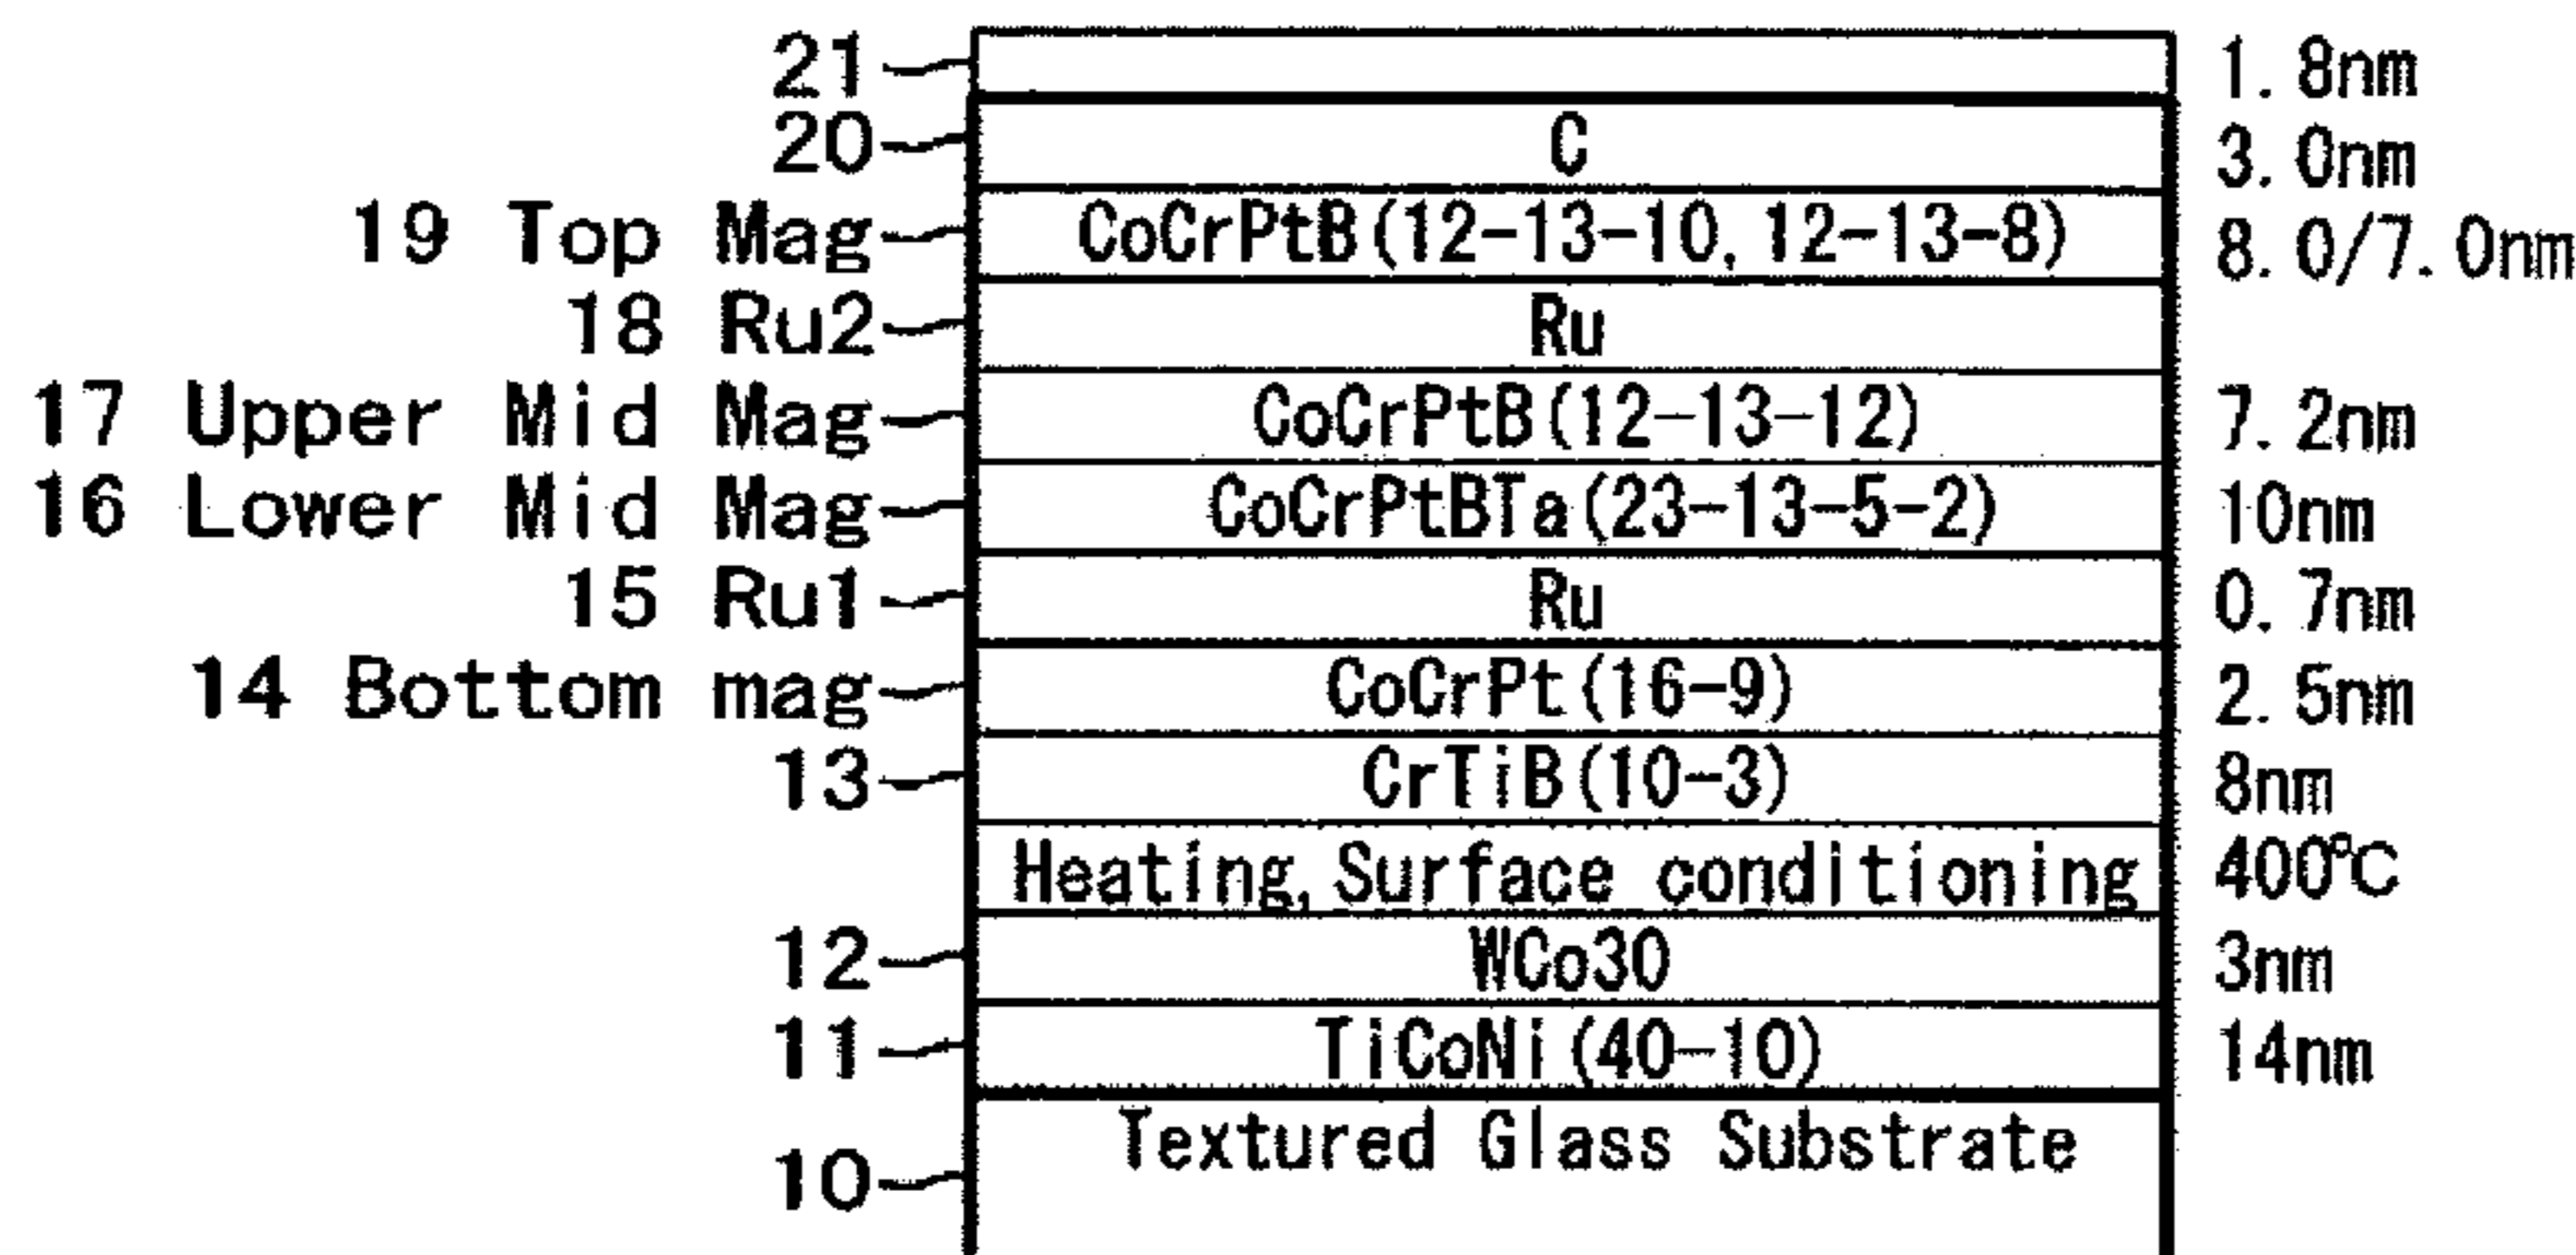 21 1.8nm
20 C 3.0nm
19 Top Mag CoCrPtB(12-13-10, 12-13-8) 8.0/7.0nm
18 Ru2 Ru
17 Upper Mid Mag CoCrPtB(12-13-12) 7.2nm
16 Lower Mid Mag CoCrPtBTa(23-13-5-2) 10nm
15 Ru1 Ru 0.7nm
14 Bottom mag CoCrPt(16-9) 2.5nm
13 CrTiB(10-3) 8nm
Heating, Surface conditioning 400℃
12 WCo30 3nm
11 TiCoNi(40-10) 14nm
10 Textured Glass Substrate